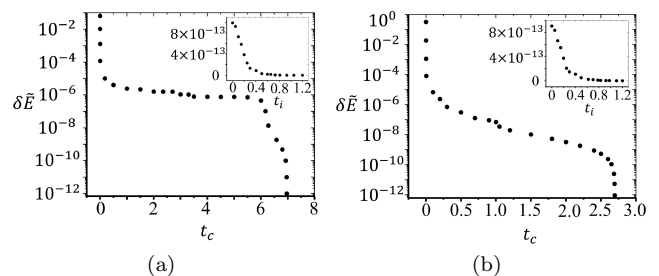 10⁻²
10⁻⁴
10⁻⁶
10⁻⁸
10⁻¹⁰
10⁻¹²
δẼ
0 2 4 6 8
t_c
8×10⁻¹³
4×10⁻¹³
0
0 0.4 0.8 1.2
t_i
(a)
10⁰
10⁻²
10⁻⁴
10⁻⁶
10⁻⁸
10⁻¹⁰
10⁻¹²
δẼ
0 0.5 1.0 1.5 2.0 2.5 3.0
t_c
8×10⁻¹³
4×10⁻¹³
0
0 0.4 0.8 1.2
t_i
(b)